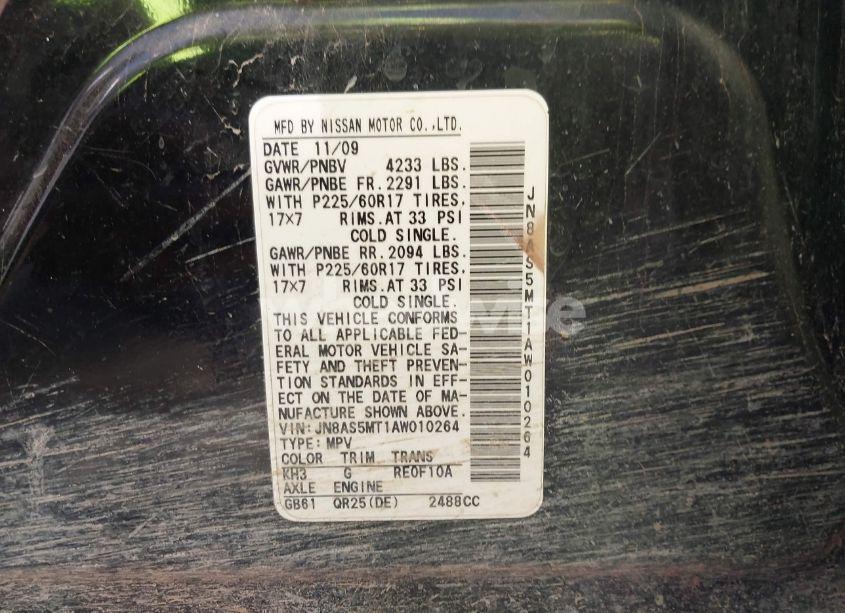 MFD BY NISSAN MOTOR CO.,LTD.
DATE 11/09
GVWR/PNBV 4233 LBS.
GAWR/PNBE FR. 2291 LBS.
WITH P225/60R17 TIRES,
17×7 RIMS.AT 33 PSI
COLD SINGLE.
GAWR/PNBE RR. 2094 LBS.
WITH P225/60R17 TIRES,
17×7 RIMS.AT 33 PSI
COLD SINGLE.
THIS VEHICLE CONFORMS
TO ALL APPLICABLE FED-
ERAL MOTOR VEHICLE SA-
FETY AND THEFT PREVEN-
TION STANDARDS IN EFF-
ECT ON THE DATE OF MA-
NUFACTURE SHOWN ABOVE.
VIN:JN8AS5MT1AW010264
TYPE:MPV
COLOR TRIM TRANS
KH3 G RE0F10A
AXLE ENGINE
GB61 QR25(DE) 2488CC
JN8AS5MT1AW010264